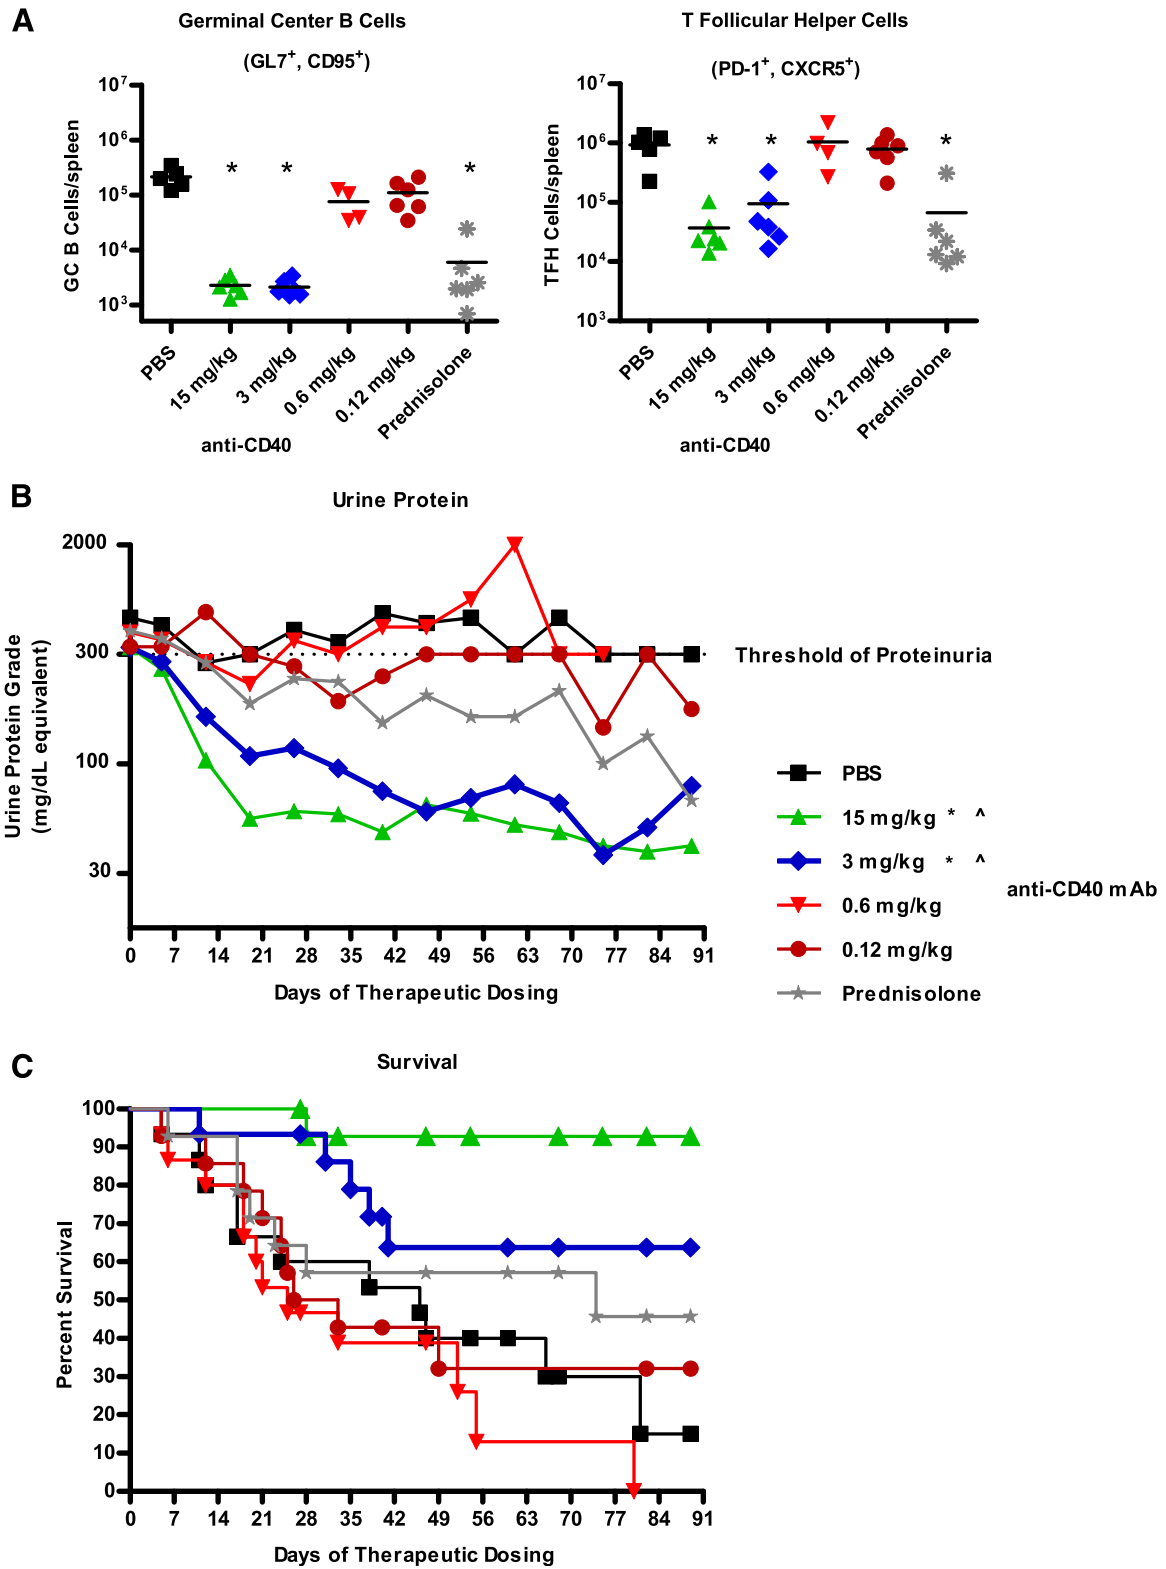 A
Germinal Center B Cells
(GL7+, CD95+)
GC B Cells/spleen
10^7
10^6
10^5
10^4
10^3
* * *
PBS
15 mg/kg
3 mg/kg
0.6 mg/kg
0.12 mg/kg
Prednisolone
anti-CD40
T Follicular Helper Cells
(PD-1+, CXCR5+)
TFH Cells/spleen
10^7
10^6
10^5
10^4
10^3
* * *
PBS
15 mg/kg
3 mg/kg
0.6 mg/kg
0.12 mg/kg
Prednisolone
anti-CD40
B
Urine Protein
Urine Protein Grade
(mg/dL equivalent)
2000
300
100
30
Threshold of Proteinuria
0 7 14 21 28 35 42 49 56 63 70 77 84 91
Days of Therapeutic Dosing
PBS
15 mg/kg * ^
3 mg/kg * ^
0.6 mg/kg
0.12 mg/kg
Prednisolone
anti-CD40 mAb
C
Survival
Percent Survival
100
90
80
70
60
50
40
30
20
10
0
0 7 14 21 28 35 42 49 56 63 70 77 84 91
Days of Therapeutic Dosing